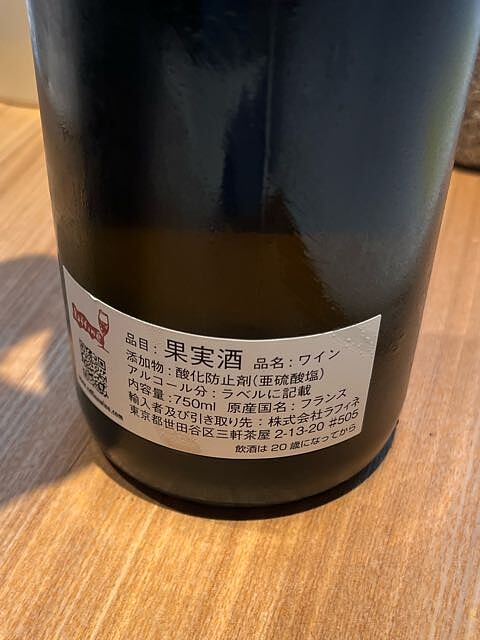 品目：果実酒 品名：ワイン
添加物：酸化防止剤(亜硫酸塩)
アルコール分：ラベルに記載
内容量：750ml 原産国名：フランス
輸入者及び引き取り先：株式会社ラフィネ
東京都世田谷区三軒茶屋 2-13-20 #505
飲酒は 20 歳になってから